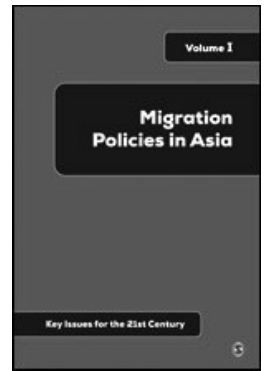 Volume I
Migration
Policies in Asia
Key Issues for the 21st Century